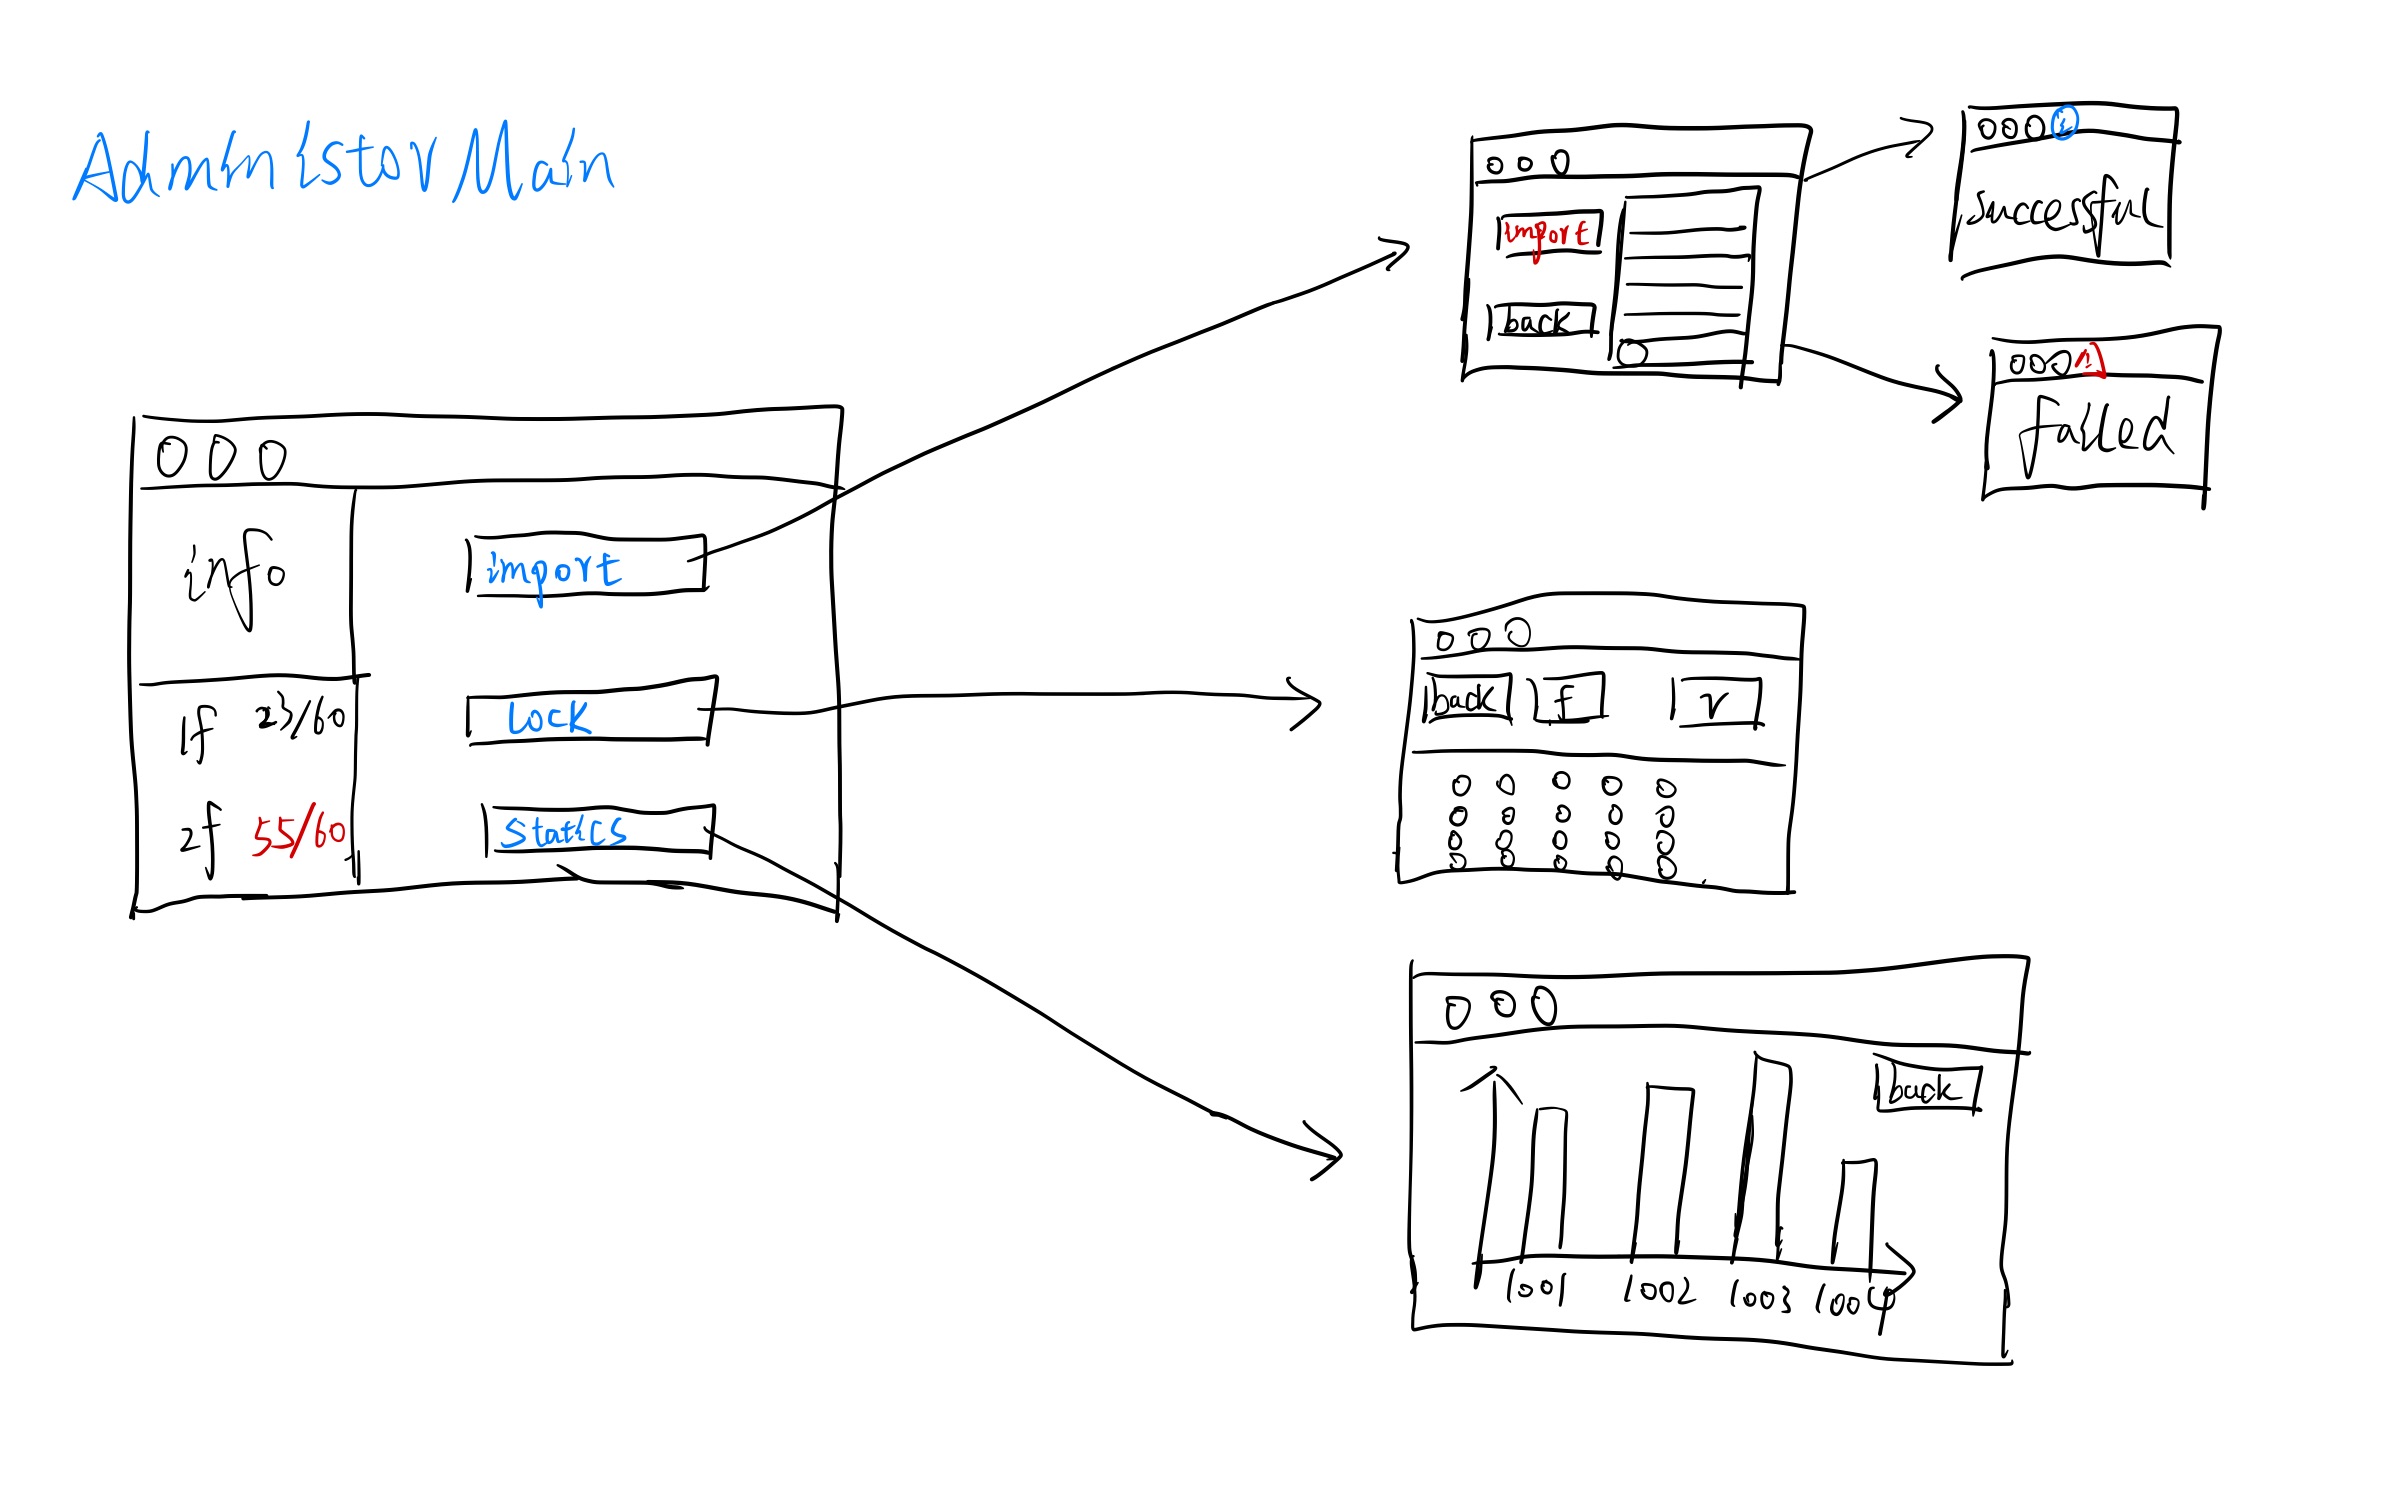 Administor Main
import
back
successful
failed
info
import
1f 23/60
lock
2f 55/60
statics
back f r
back
1001 1002 1003 1004